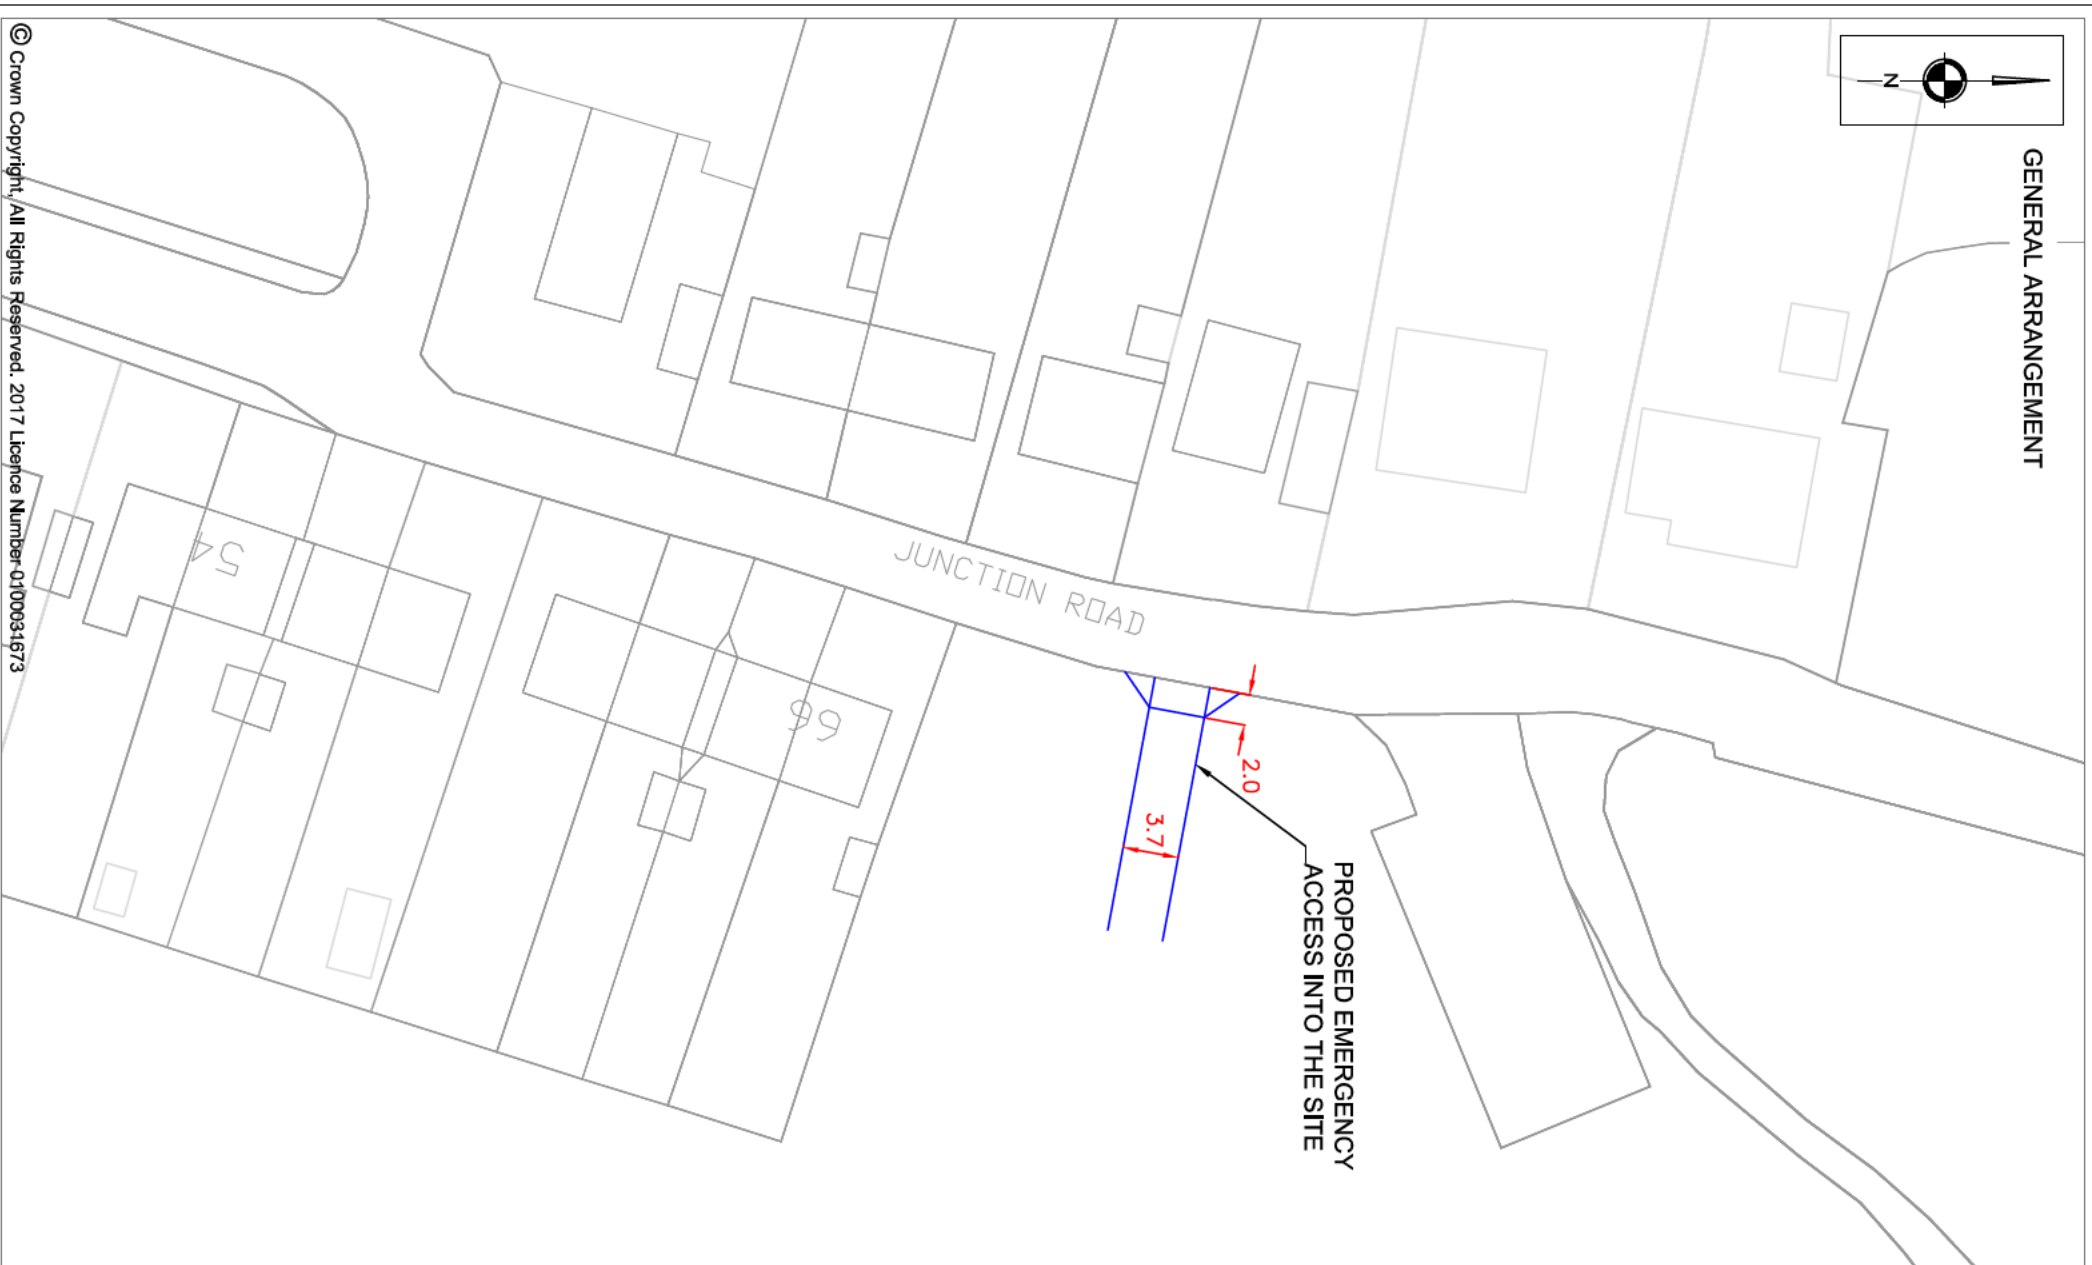 GENERAL ARRANGEMENT
N
JUNCTION ROAD
54
66
2.0
3.7
PROPOSED EMERGENCY
ACCESS INTO THE SITE
© Crown Copyright, All Rights Reserved. 2017 Licence Number 0100031673